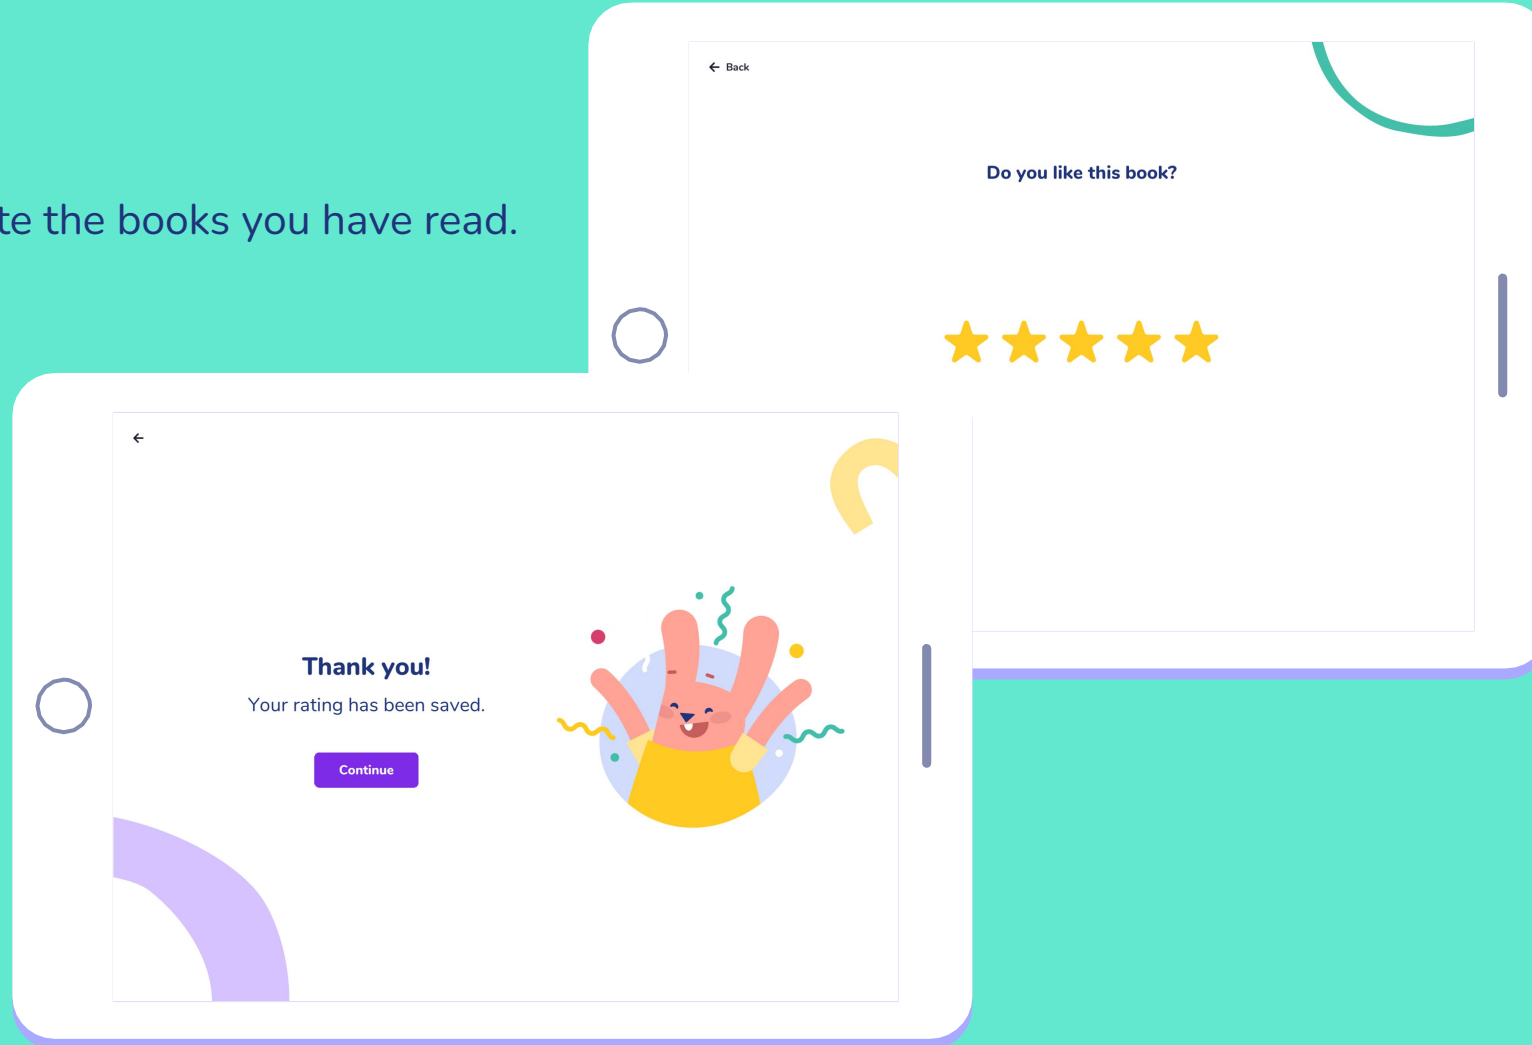 the books you have read.
Back
Do you like this book?
Thank you!
Your rating has been saved.
Continue